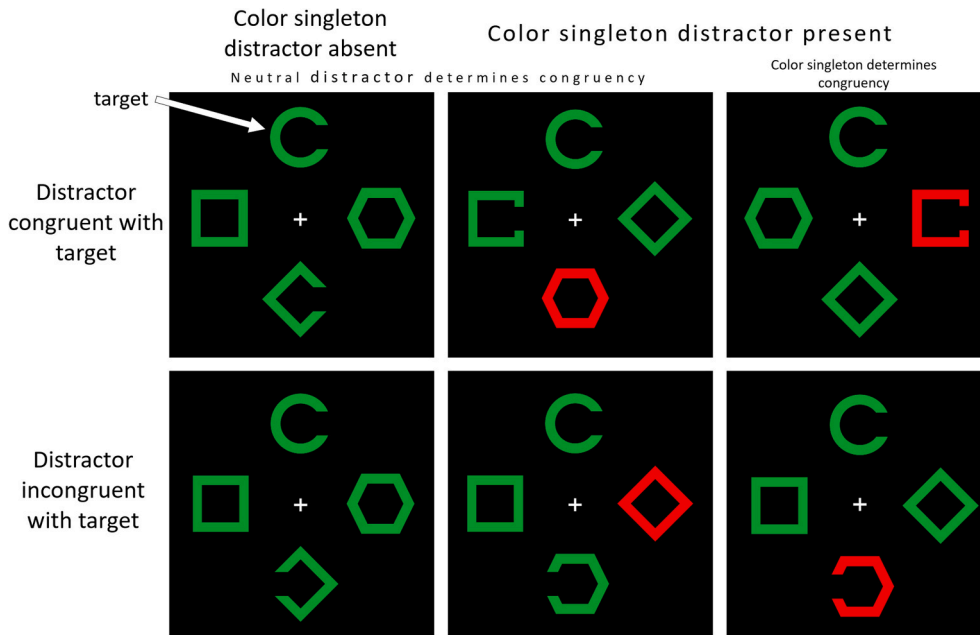 Color singleton
distractor absent
Color singleton distractor present
Neutral distractor determines congruency
Color singleton determines
congruency
target
Distractor
congruent with
target
Distractor
incongruent
with target